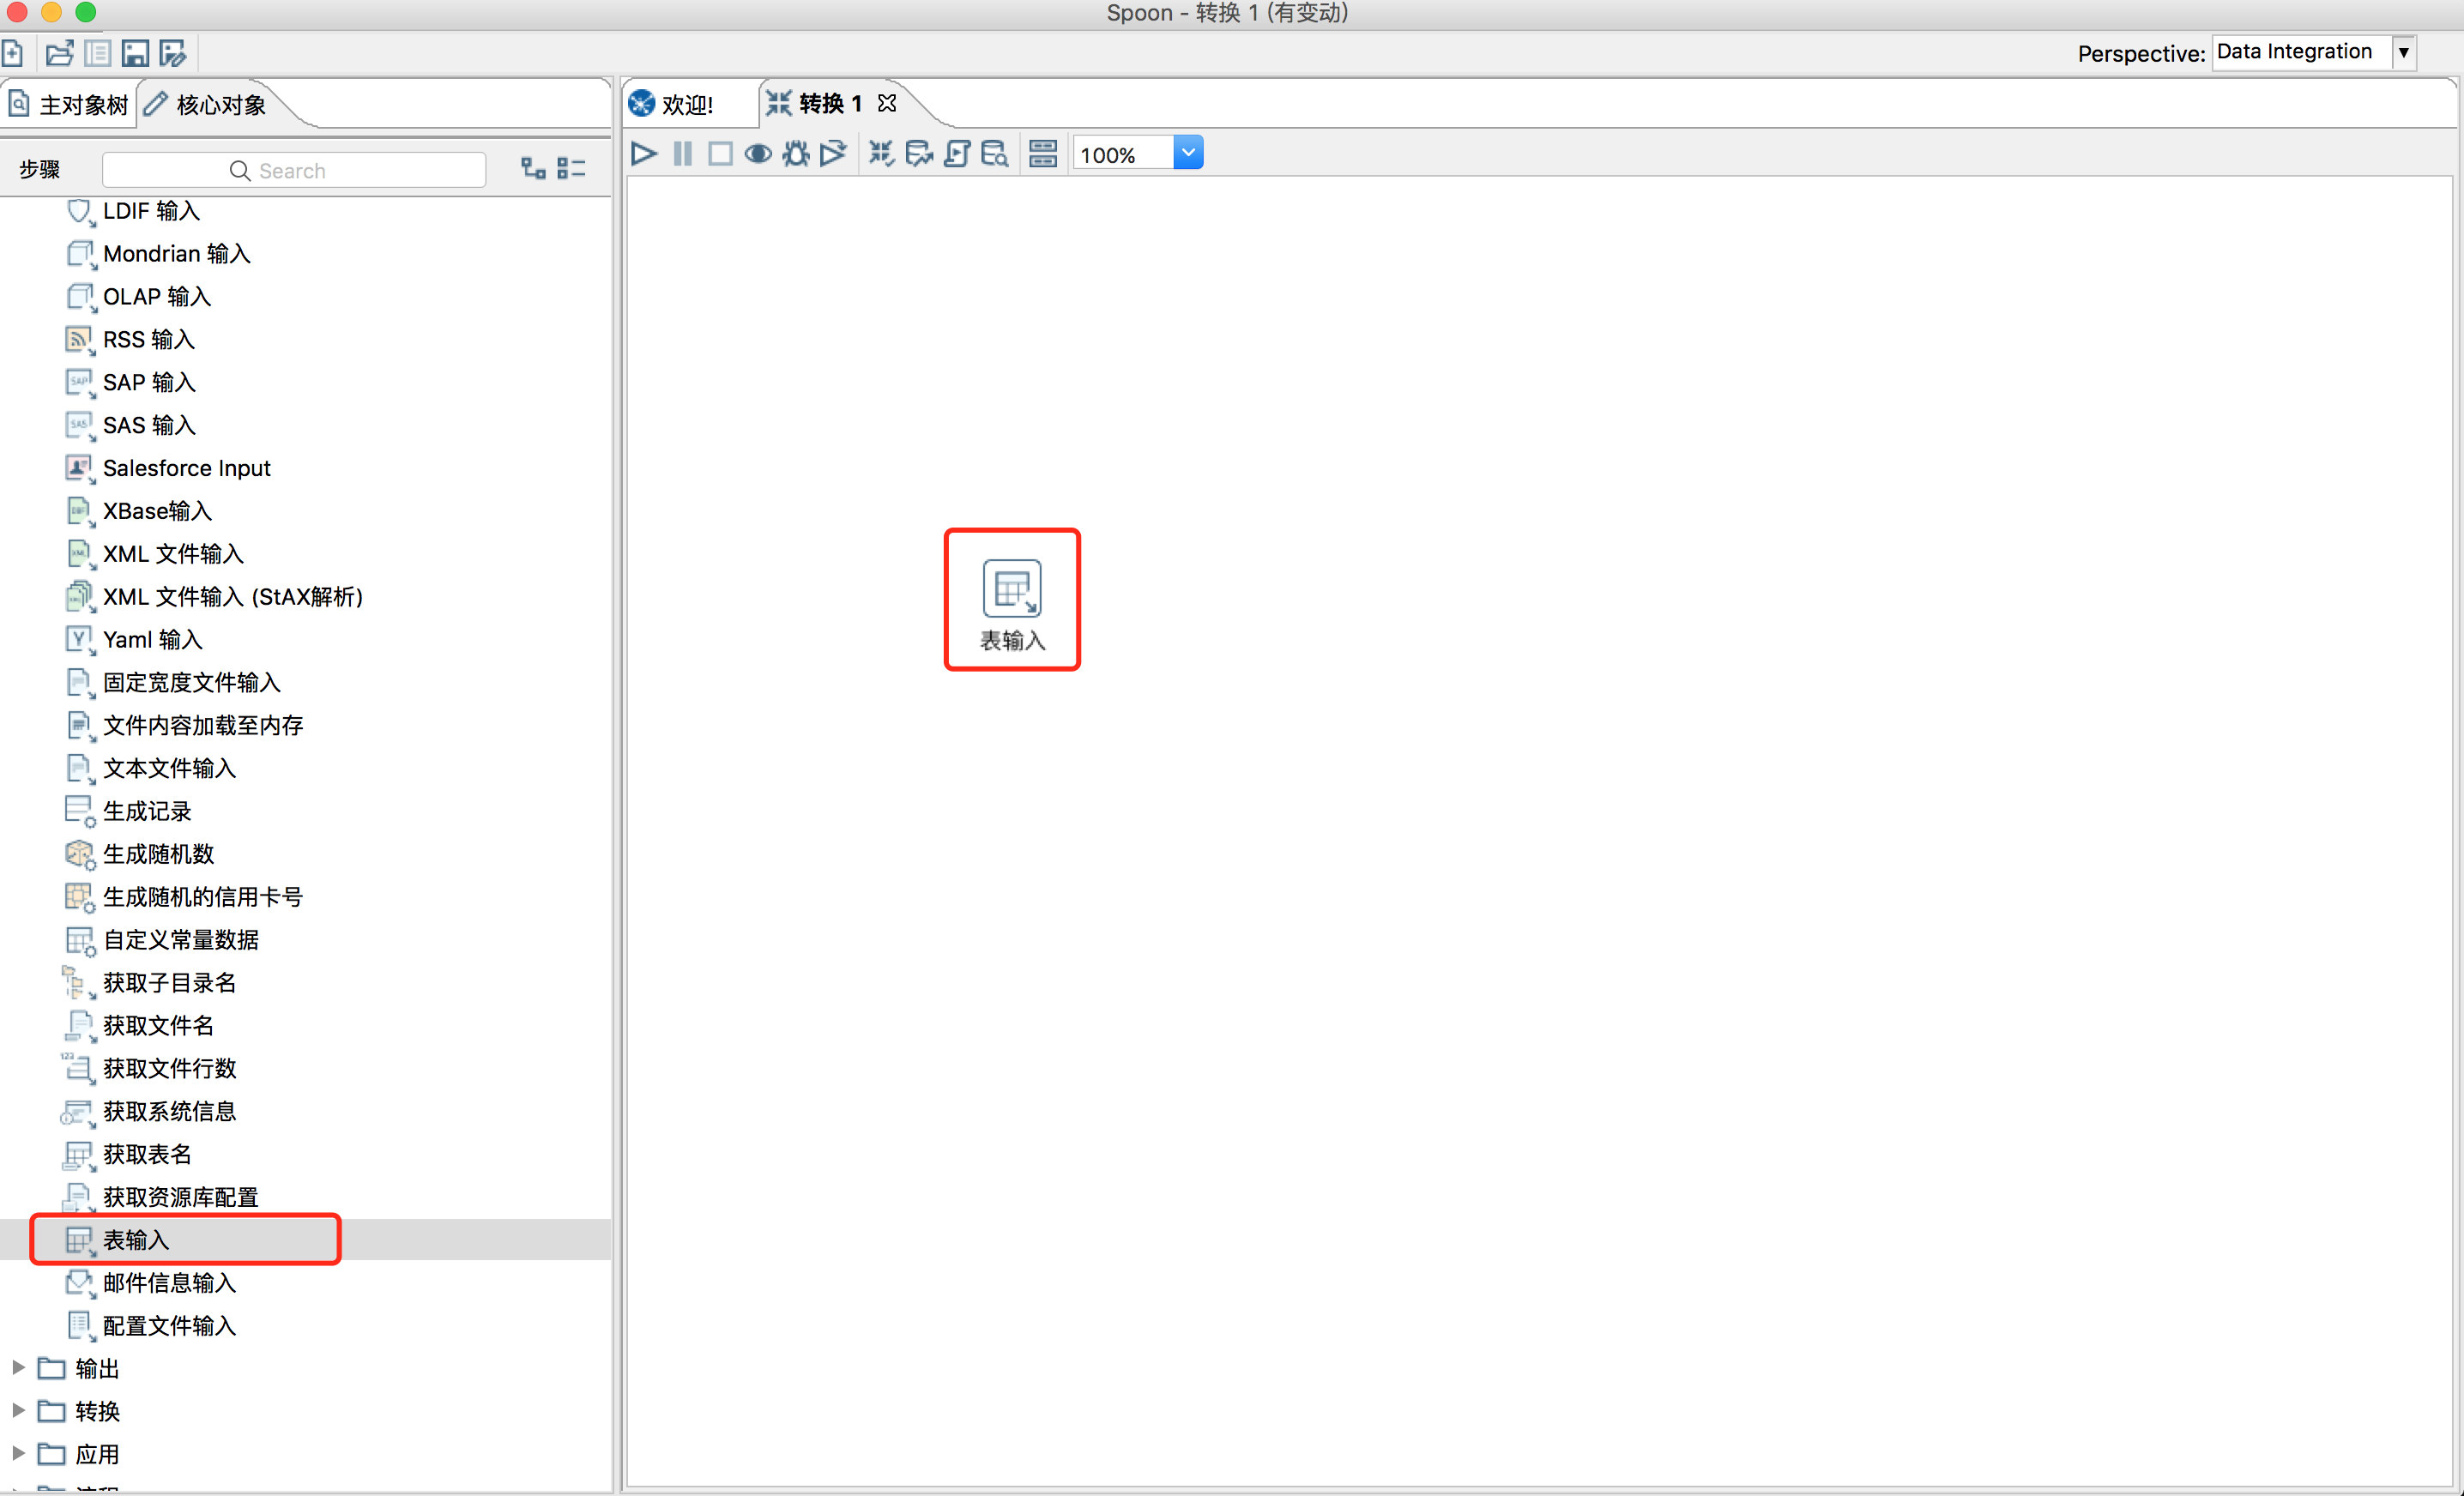 Spoon - 转换 1 (有变动)
Perspective: Data Integration
主对象树 核心对象
欢迎! 转换 1
步骤 Search
100%
LDIF 输入
Mondrian 输入
OLAP 输入
RSS 输入
SAP 输入
SAS 输入
Salesforce Input
XBase输入
XML 文件输入
XML 文件输入 (StAX解析)
Yaml 输入
固定宽度文件输入
文件内容加载至内存
文本文件输入
生成记录
生成随机数
生成随机的信用卡号
自定义常量数据
获取子目录名
获取文件名
获取文件行数
获取系统信息
获取表名
获取资源库配置
表输入
邮件信息输入
配置文件输入
输出
转换
应用
表输入